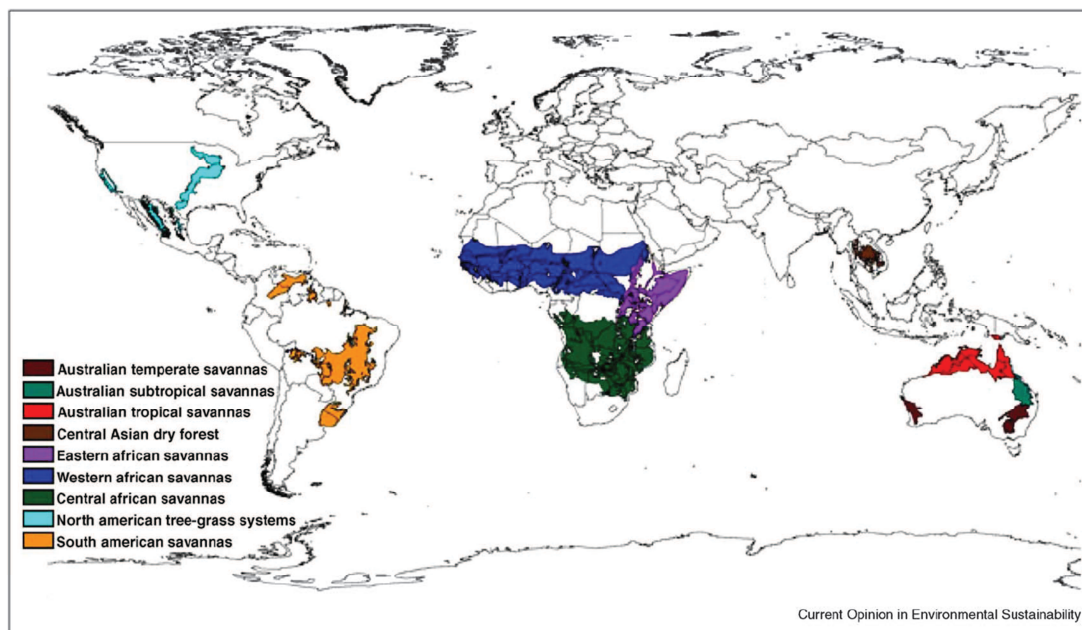 Australian temperate savannas
Australian subtropical savannas
Australian tropical savannas
Central Asian dry forest
Eastern african savannas
Western african savannas
Central african savannas
North american tree-grass systems
South american savannas
Current Opinion in Environmental Sustainability